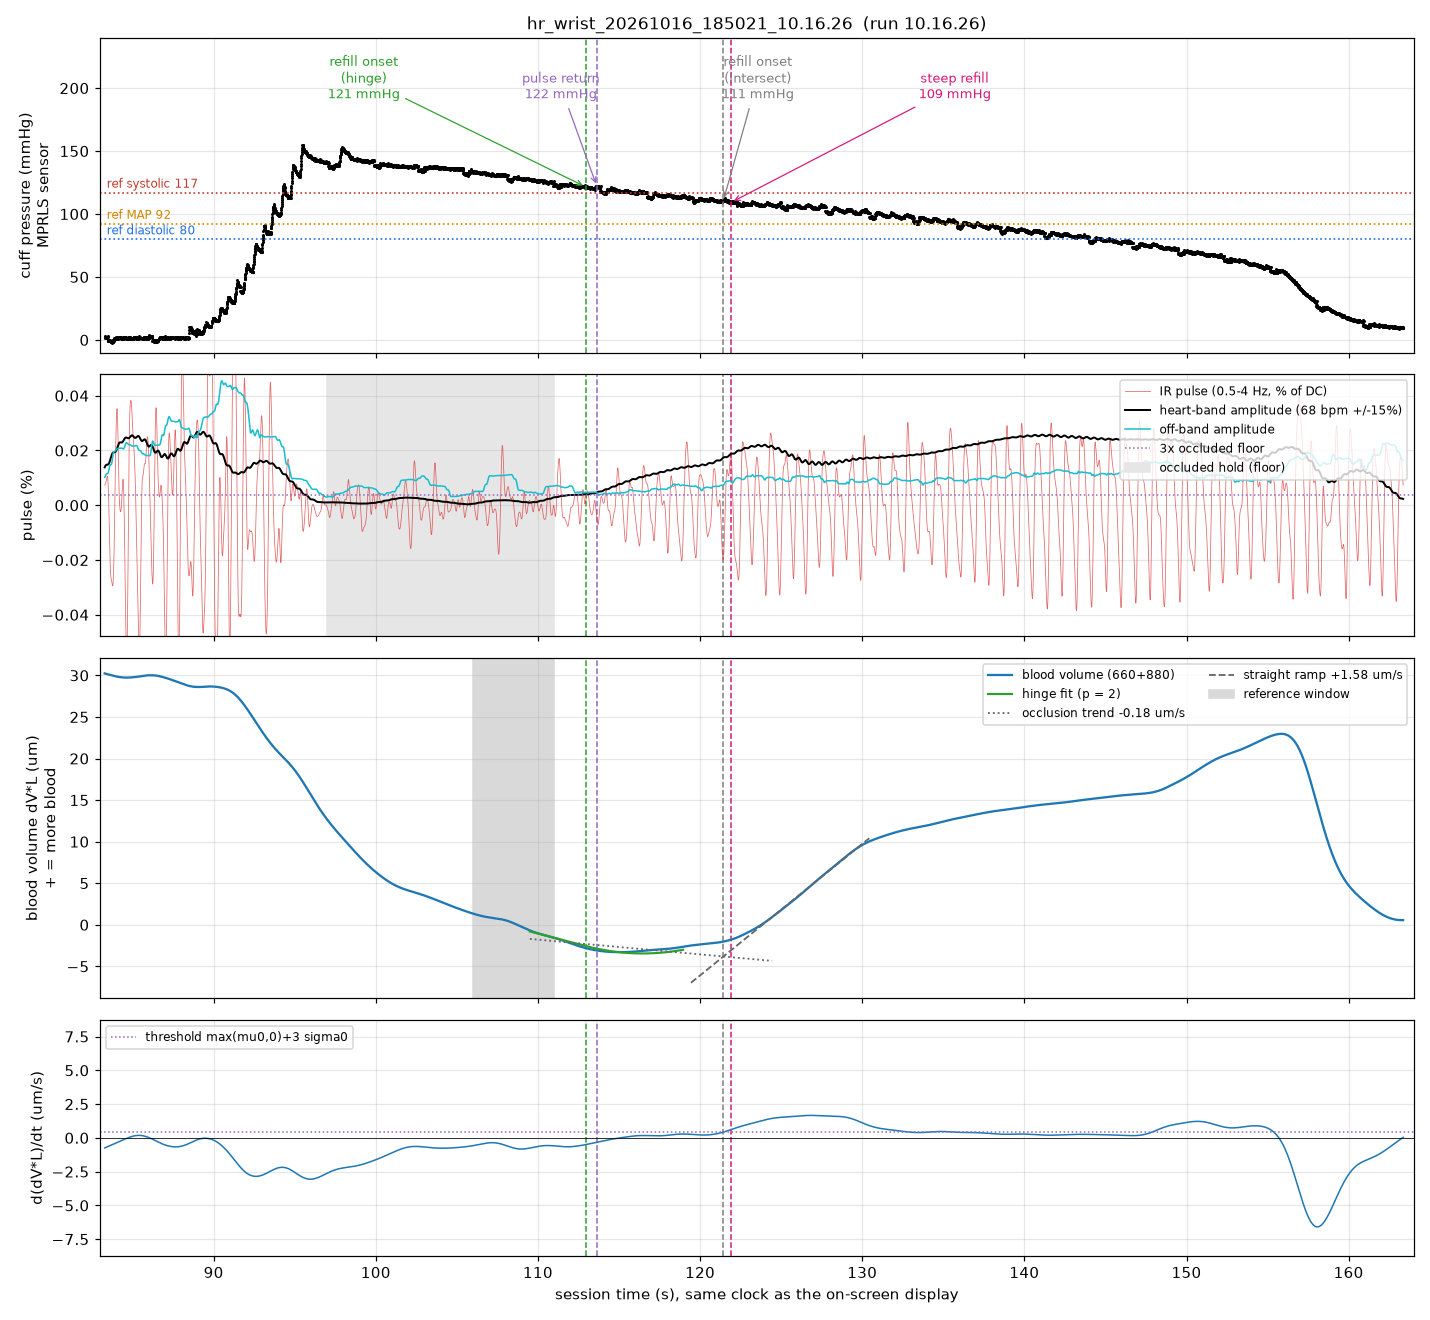 hr_wrist_20261016_185021_10.16.26  (run 10.16.26)
cuff pressure (mmHg)
MPRLS sensor
200
150
100
50
0
refill onset
(hinge)
121 mmHg
pulse return
122 mmHg
refill onset
(intersect)
111 mmHg
steep refill
109 mmHg
ref systolic 117
ref MAP 92
ref diastolic 80
pulse (%)
0.04
0.02
0.00
−0.02
−0.04
IR pulse (0.5-4 Hz, % of DC)
heart-band amplitude (68 bpm +/-15%)
off-band amplitude
3x occluded floor
occluded hold (floor)
blood volume dV*L (um)
+ = more blood
30
25
20
15
10
5
0
−5
blood volume (660+880)
hinge fit (p = 2)
occlusion trend -0.18 um/s
straight ramp +1.58 um/s
reference window
d(dV*L)/dt (um/s)
7.5
5.0
2.5
0.0
−2.5
−5.0
−7.5
threshold max(mu0,0)+3 sigma0
90
100
110
120
130
140
150
160
session time (s), same clock as the on-screen display